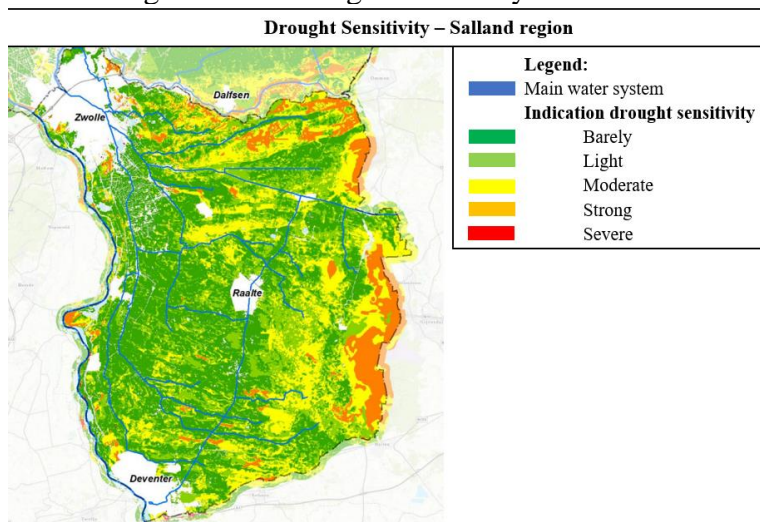 Drought Sensitivity – Salland region
Legend:
Main water system
Indication drought sensitivity
Barely
Light
Moderate
Strong
Severe
Dalfsen
Zwolle
Raalte
Deventer